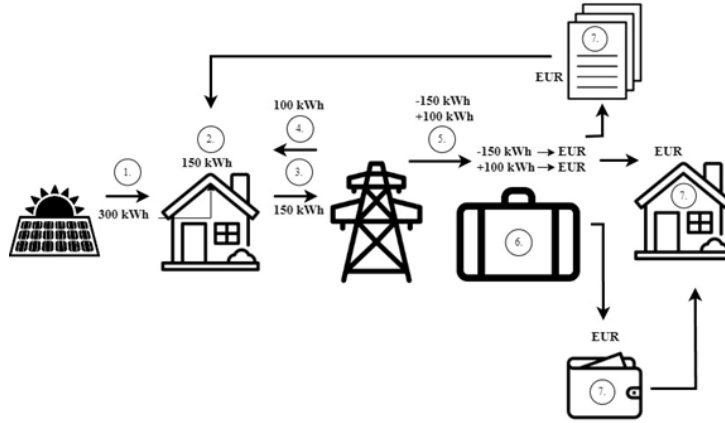 7.
EUR
-150 kWh
+100 kWh
100 kWh
4.
5.
2.
150 kWh
-150 kWh → EUR
+100 kWh → EUR
EUR
1.
3.
300 kWh
150 kWh
7.
6.
EUR
7.